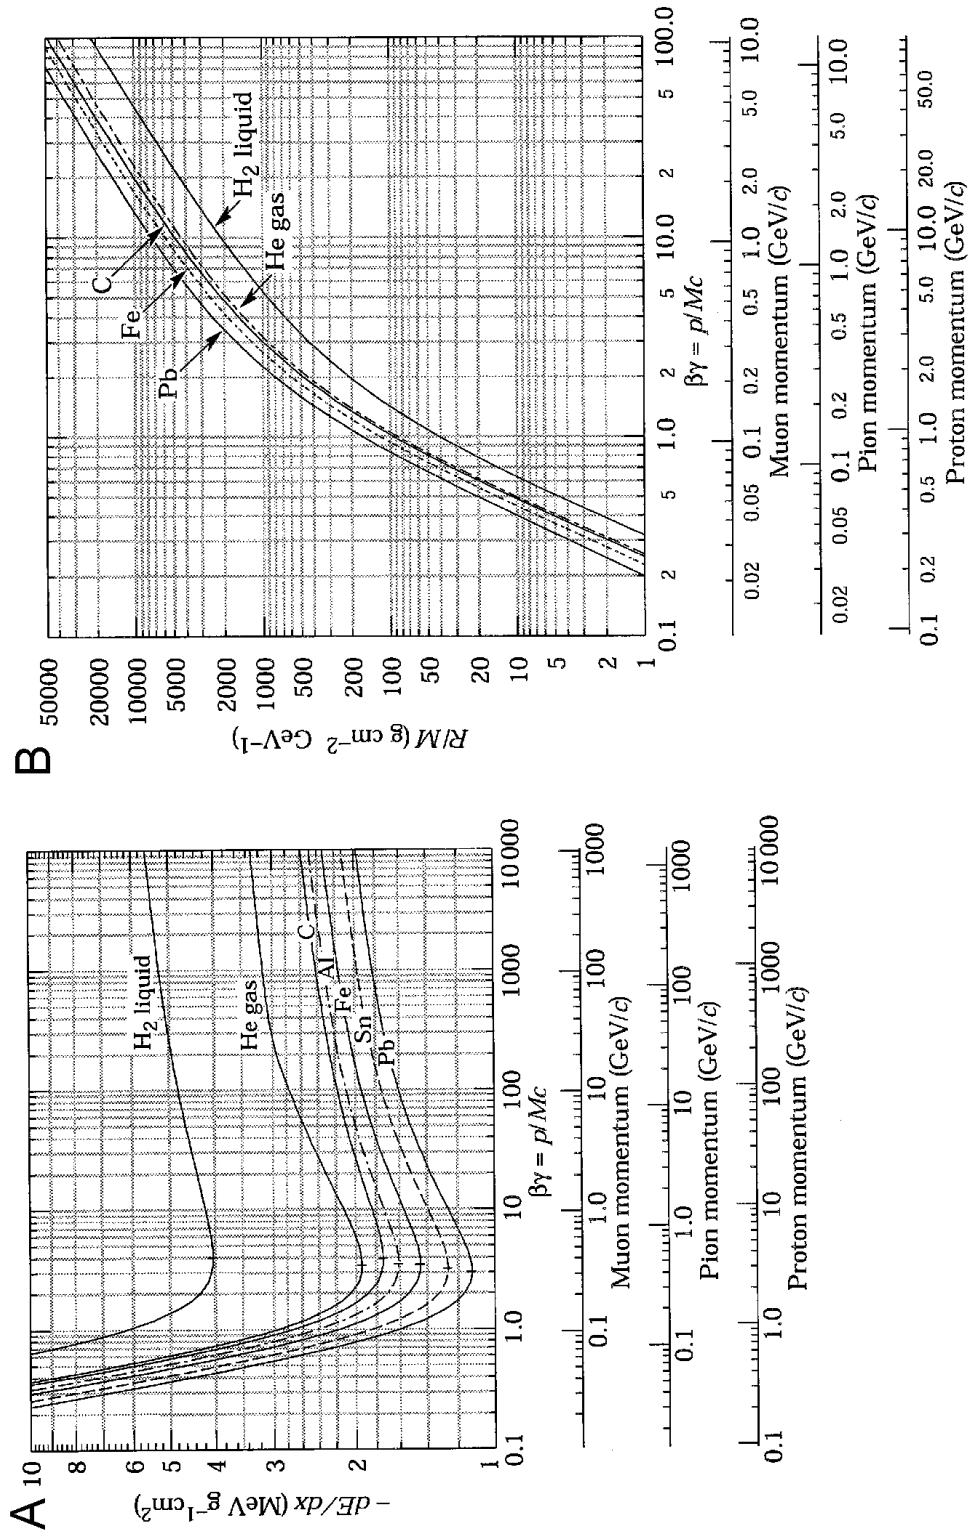 A
− dE/dx (MeV g⁻¹cm²)
10
8
6
5
4
3
2
1
H₂ liquid
He gas
C
Al
Fe
Sn
Pb
0.1 1.0 10 100 1000 10 000
βγ = p/Mc
0.1 1.0 10 100 1000
Muon momentum (GeV/c)
0.1 1.0 10 100 1000
Pion momentum (GeV/c)
0.1 1.0 10 100 1000 10 000
Proton momentum (GeV/c)
B
R/M (g cm⁻² GeV⁻¹)
50000
20000
10000
5000
2000
1000
500
200
100
50
20
10
5
2
1
C
Fe
Pb
H₂ liquid
He gas
0.1 2 5 1.0 2 5 10.0 2 5 100.0
βγ = p/Mc
0.02 0.05 0.1 0.2 0.5 1.0 2.0 5.0 10.0
Muon momentum (GeV/c)
0.02 0.05 0.1 0.2 0.5 1.0 2.0 5.0 10.0
Pion momentum (GeV/c)
0.1 0.2 0.5 1.0 2.0 5.0 10.0 20.0 50.0
Proton momentum (GeV/c)